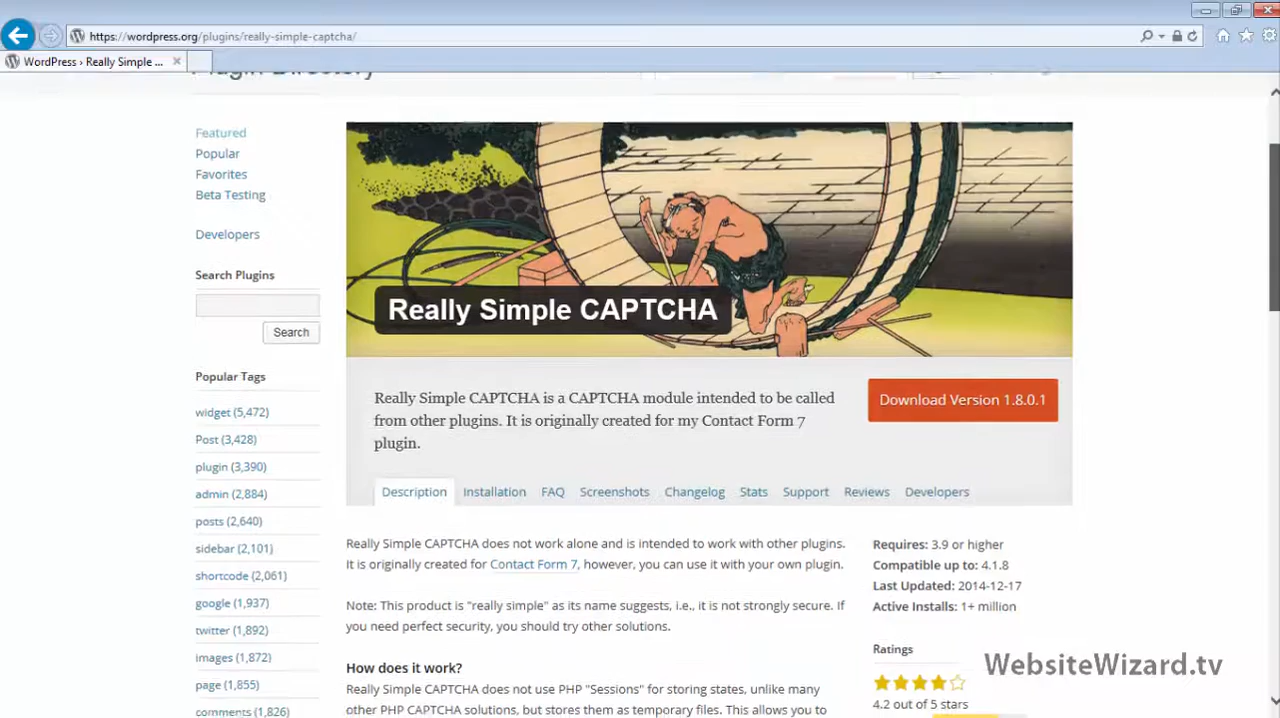 https://wordpress.org/plugins/really-simple-captcha/
WordPress › Really Simple ...
Plugin Directory
Featured
Popular
Favorites
Beta Testing
Developers
Search Plugins
Search
Popular Tags
widget (5,472)
Post (3,428)
plugin (3,390)
admin (2,884)
posts (2,640)
sidebar (2,101)
shortcode (2,061)
google (1,937)
twitter (1,892)
images (1,872)
page (1,855)
comments (1,826)
Really Simple CAPTCHA
Really Simple CAPTCHA is a CAPTCHA module intended to be called
from other plugins. It is originally created for my Contact Form 7
plugin.
Download Version 1.8.0.1
Description Installation FAQ Screenshots Changelog Stats Support Reviews Developers
Really Simple CAPTCHA does not work alone and is intended to work with other plugins.
It is originally created for Contact Form 7, however, you can use it with your own plugin.
Note: This product is "really simple" as its name suggests, i.e., it is not strongly secure. If
you need perfect security, you should try other solutions.
How does it work?
Really Simple CAPTCHA does not use PHP "Sessions" for storing states, unlike many
other PHP CAPTCHA solutions, but stores them as temporary files. This allows you to
Requires: 3.9 or higher
Compatible up to: 4.1.8
Last Updated: 2014-12-17
Active Installs: 1+ million
Ratings
4.2 out of 5 stars
WebsiteWizard.tv